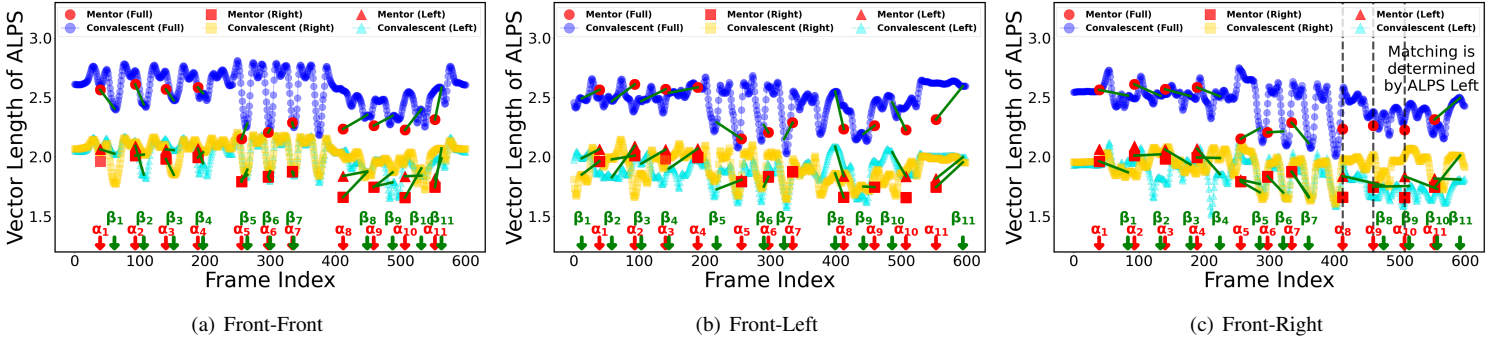 Vector Length of ALPS
Mentor (Full) Mentor (Right) Mentor (Left)
Convalescent (Full) Convalescent (Right) Convalescent (Left)
3.0
2.5
2.0
1.5
β1 β2 β3 β4 β5 β6 β7 β8 β9 β10 β11
α1 α2 α3 α4 α5 α6 α7 α8 α9 α10 α11
0 100 200 300 400 500 600
Frame Index
(a) Front-Front
Vector Length of ALPS
Mentor (Full) Mentor (Right) Mentor (Left)
Convalescent (Full) Convalescent (Right) Convalescent (Left)
3.0
2.5
2.0
1.5
β1 β2 β3 β4 β5 β6 β7 β8 β9 β10 β11
α1 α2 α3 α4 α5 α6 α7 α8 α9 α10 α11
0 100 200 300 400 500 600
Frame Index
(b) Front-Left
Vector Length of ALPS
Mentor (Full) Mentor (Right) Mentor (Left)
Convalescent (Full) Convalescent (Right) Convalescent (Left)
3.0
2.5
2.0
1.5
Matching is
determined
by ALPS Left
β1 β2 β3 β4 β5 β6 β7 β8 β9 β10 β11
α1 α2 α3 α4 α5 α6 α7 α8 α9 α10 α11
0 100 200 300 400 500 600
Frame Index
(c) Front-Right